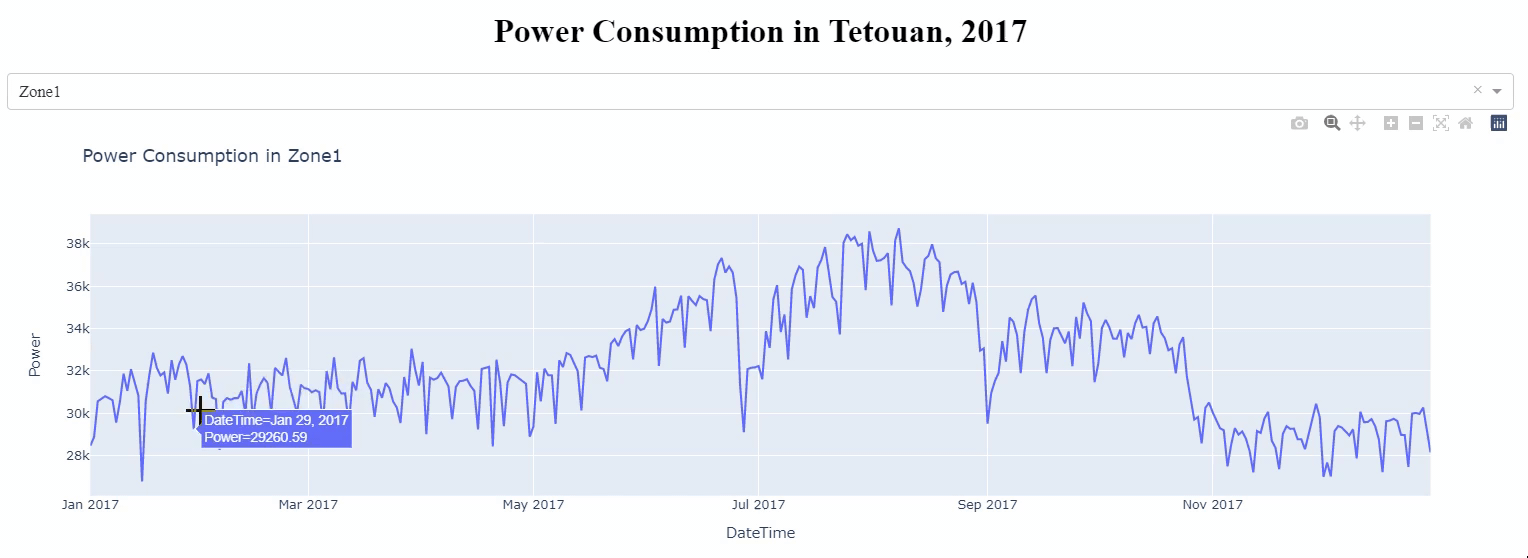 Power Consumption in Tetouan, 2017
Zone1
Power Consumption in Zone1
38k
36k
34k
32k
30k
28k
Power
DateTime=Jan 29, 2017
Power=29260.59
Jan 2017
Mar 2017
May 2017
Jul 2017
Sep 2017
Nov 2017
DateTime